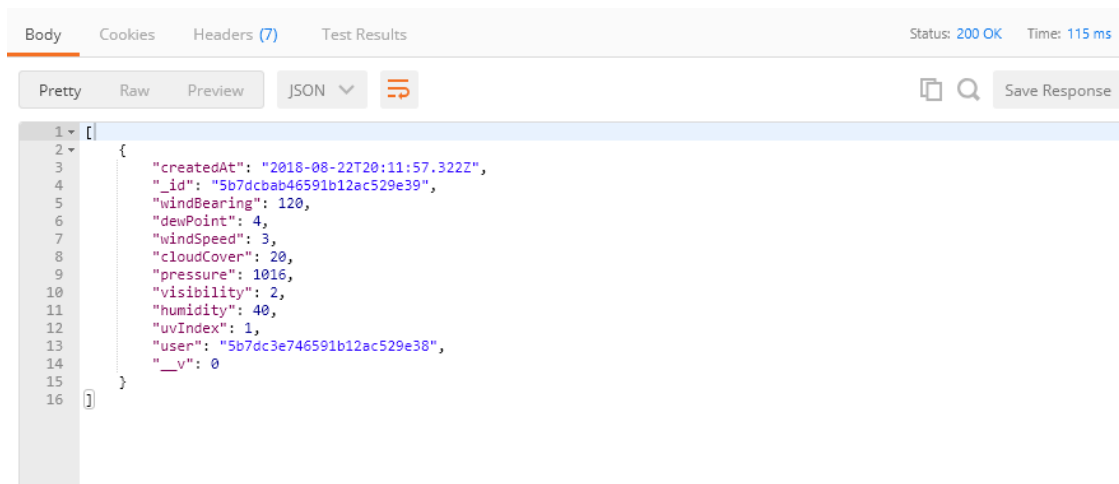 Body Cookies Headers (7) Test Results Status: 200 OK Time: 115 ms
Pretty Raw Preview JSON Save Response
1 [
2 {
3 "createdAt": "2018-08-22T20:11:57.322Z",
4 "_id": "5b7dcbab46591b12ac529e39",
5 "windBearing": 120,
6 "dewPoint": 4,
7 "windSpeed": 3,
8 "cloudCover": 20,
9 "pressure": 1016,
10 "visibility": 2,
11 "humidity": 40,
12 "uvIndex": 1,
13 "user": "5b7dc3e746591b12ac529e38",
14 "__v": 0
15 }
16 ]